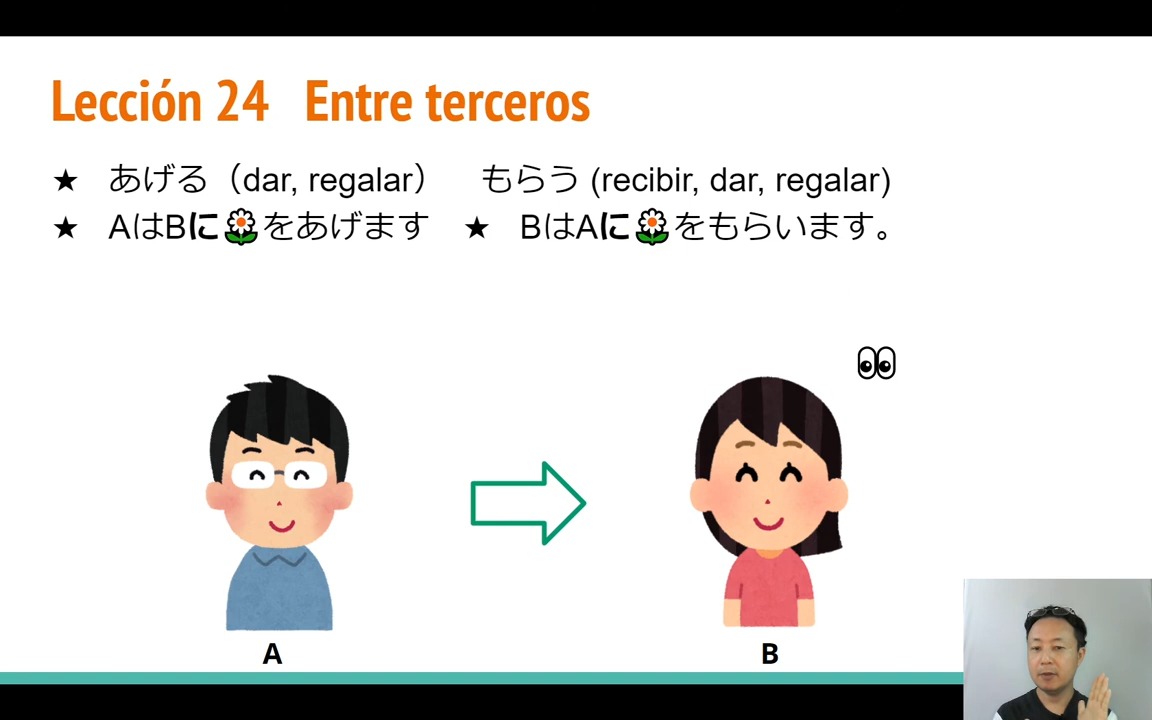 Lección 24 Entre terceros
★ あげる（dar, regalar） もらう (recibir, dar, regalar)
★ AはBに🌼をあげます ★ BはAに🌼をもらいます。
A
B